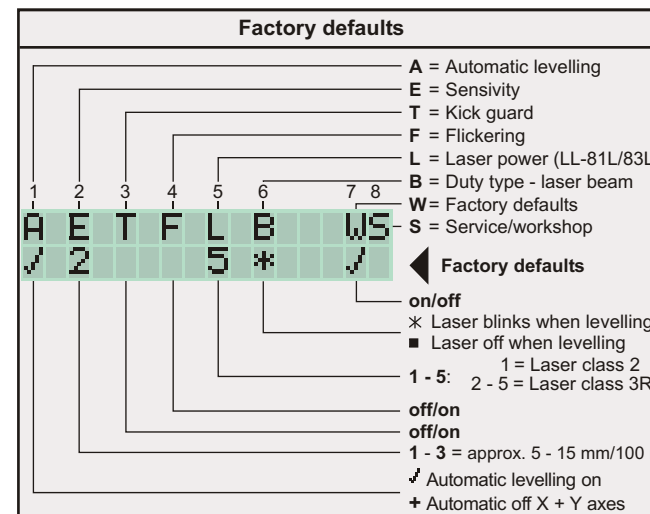 Factory defaults
A = Automatic levelling
E = Sensivity
T = Kick guard
F = Flickering
L = Laser power (LL-81L/83L
B = Duty type - laser beam
W = Factory defaults
S = Service/workshop
1 2 3 4 5 6 7 8
A E T F L B WS
✓ 2 5 * ✓
Factory defaults
on/off
* Laser blinks when levelling
■ Laser off when levelling
1 - 5: 1 = Laser class 2
2 - 5 = Laser class 3R
off/on
off/on
1 - 3 = approx. 5 - 15 mm/100
✓ Automatic levelling on
+ Automatic off X + Y axes